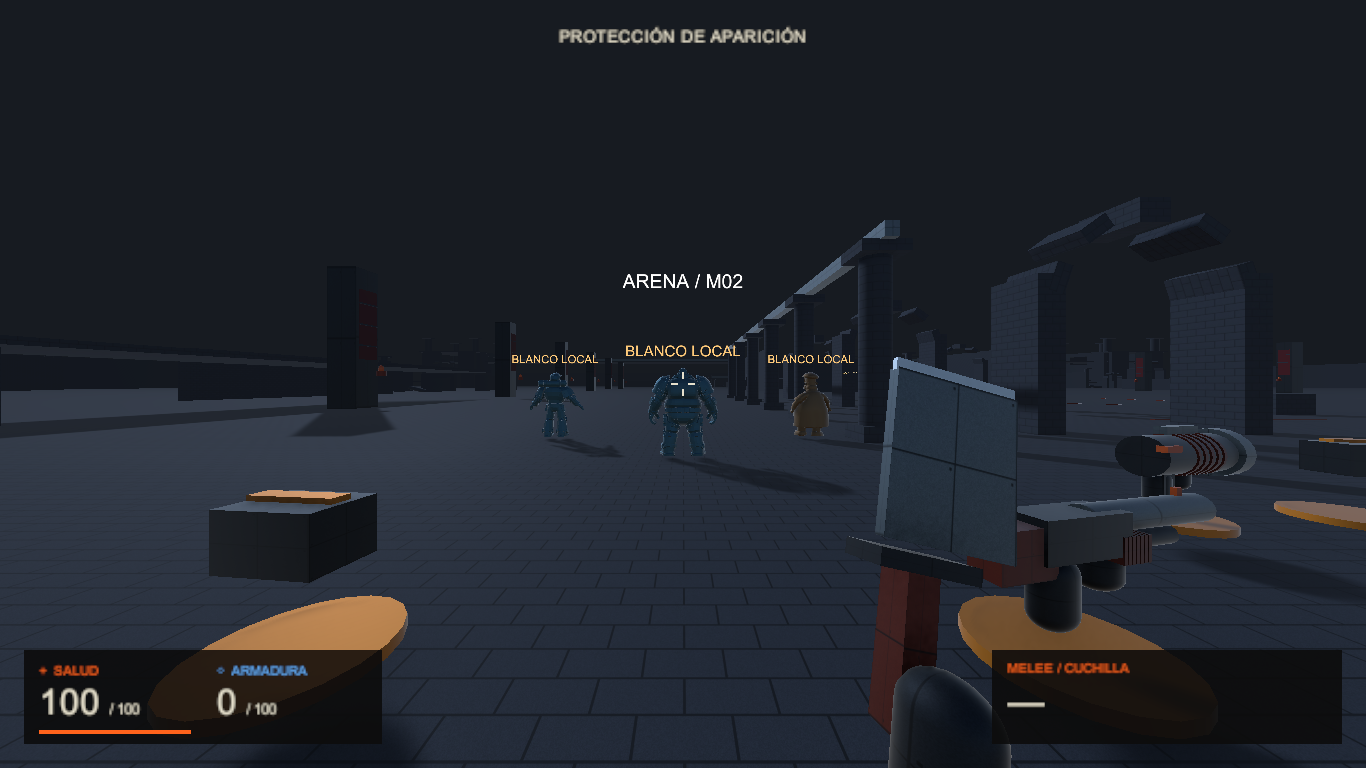 PROTECCIÓN DE APARICIÓN
ARENA / M02
BLANCO LOCAL
BLANCO LOCAL
BLANCO LOCAL
SALUD
ARMADURA
100 / 100
0 / 100
MELEE / CUCHILLA
—